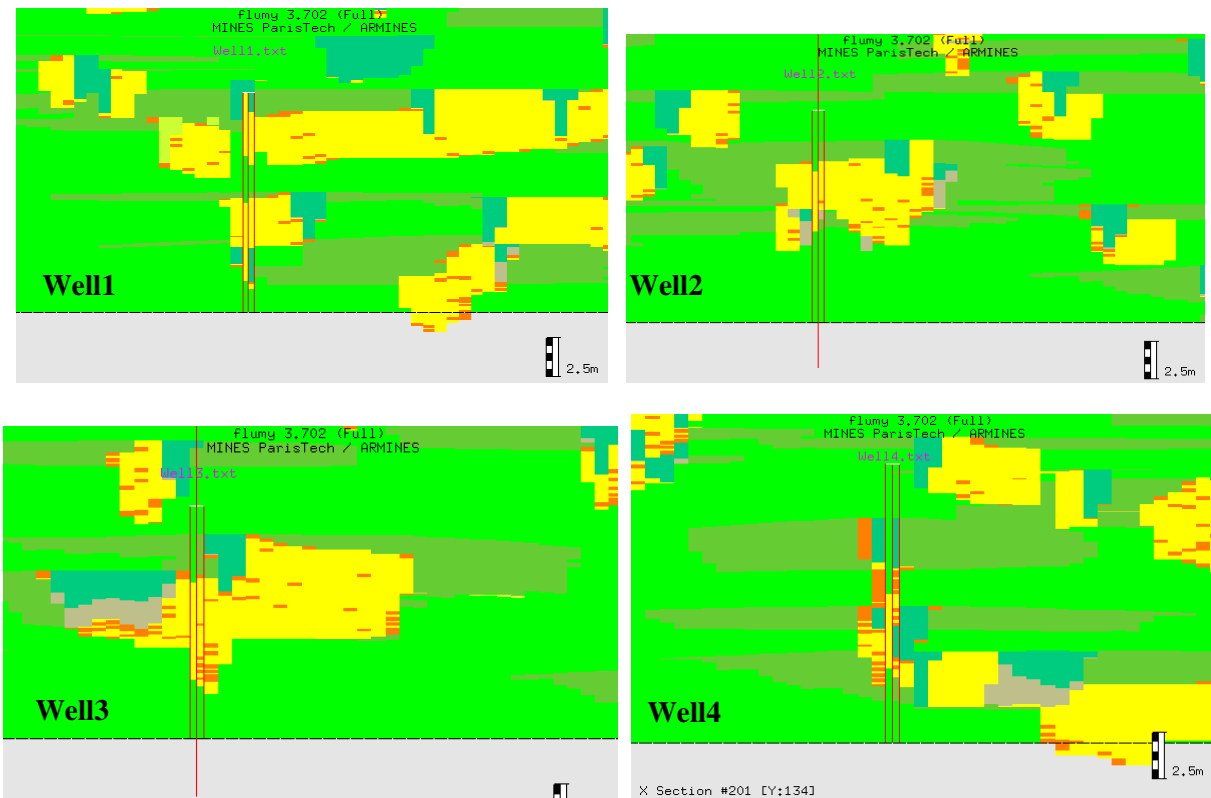 flumy 3.702 (Full)
MINES ParisTech / ARMINES
Well1.txt
Well1
2.5m
flumy 3.702 (Full)
MINES ParisTech / ARMINES
Well2.txt
Well2
2.5m
flumy 3.702 (Full)
MINES ParisTech / ARMINES
Well3.txt
Well3
flumy 3.702 (Full)
MINES ParisTech / ARMINES
Well4.txt
Well4
2.5m
X Section #201 [Y:134]